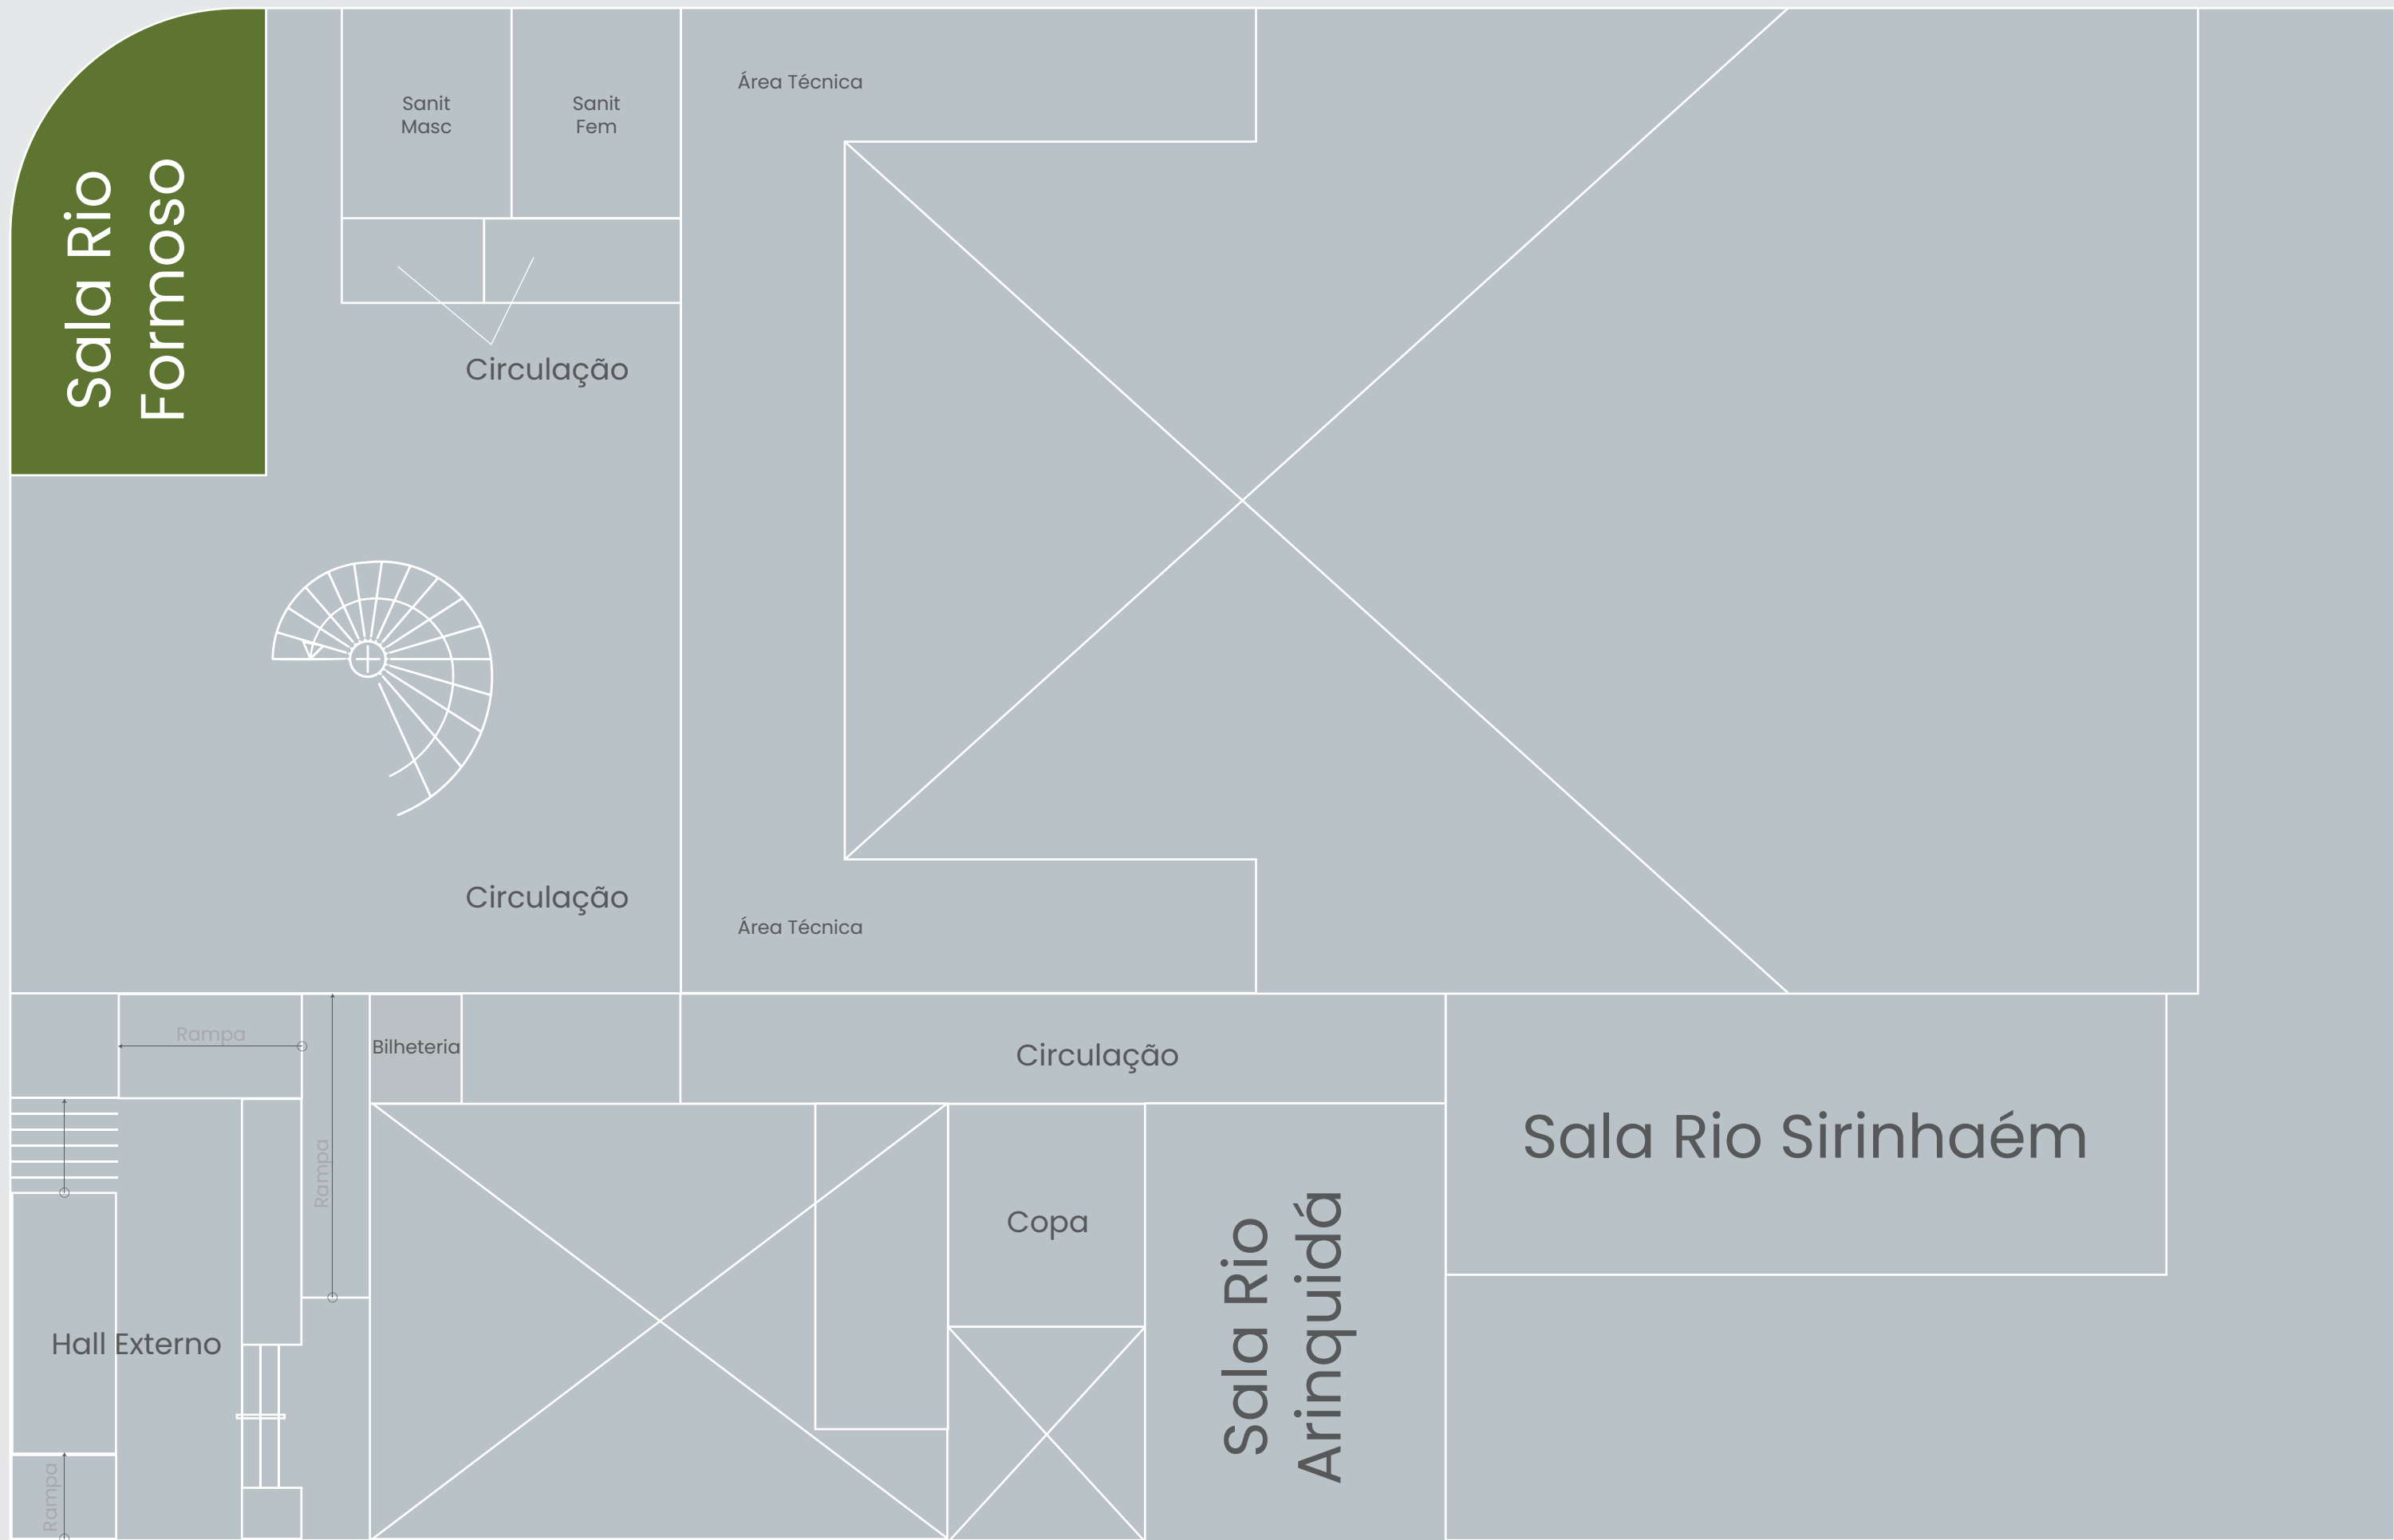 Área Técnica
Sanit
Masc
Sanit
Fem
Sala Rio
Formoso
Circulação
Circulação
Área Técnica
Rampa
Bilheteria
Circulação
Sala Rio Sirinhaém
Rampa
Copa
Sala Rio
Arinquidá
Hall Externo
Rampa